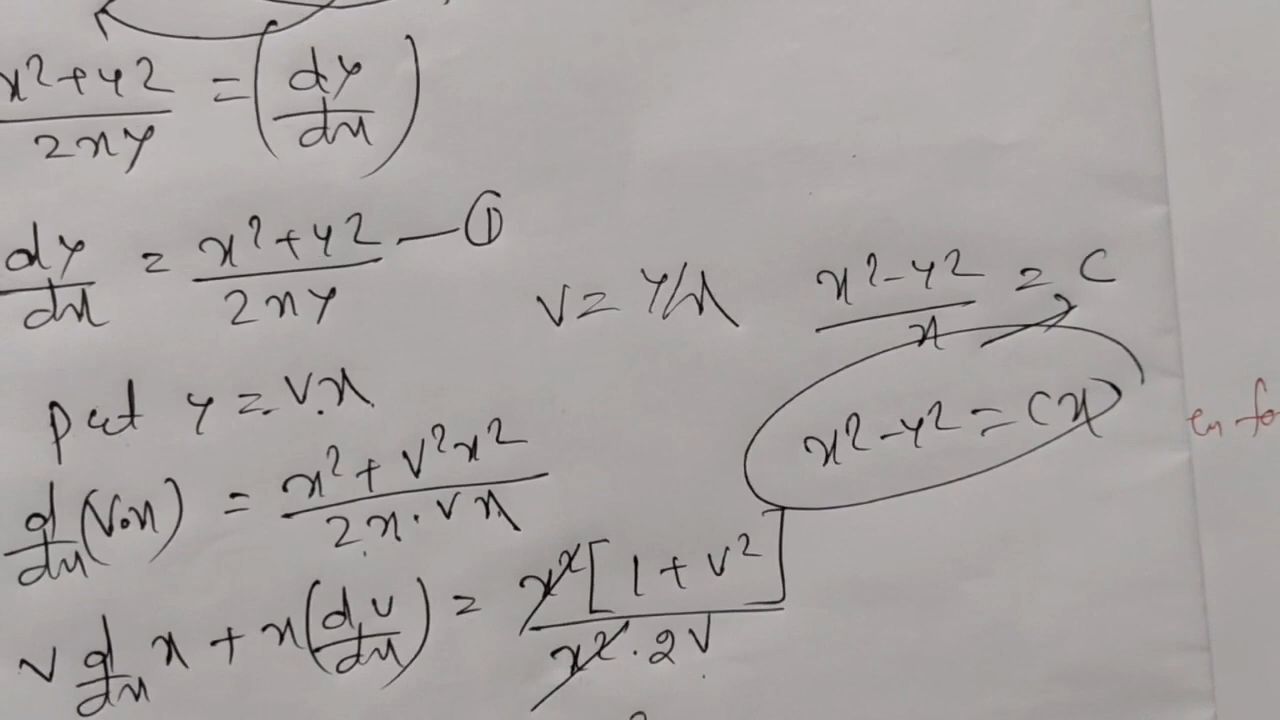 x²+y2/2xy = (dy/dx)
dy/dx = x²+y2/2xy — ①
put y = v.x
d/dx(v.x) = x²+v²x²/2x.vx
v d/dx x + x(dv/dx) = x²[1+v²]/x².2v
v = y/x
x²-y2/x = c
x²-y2 = cx